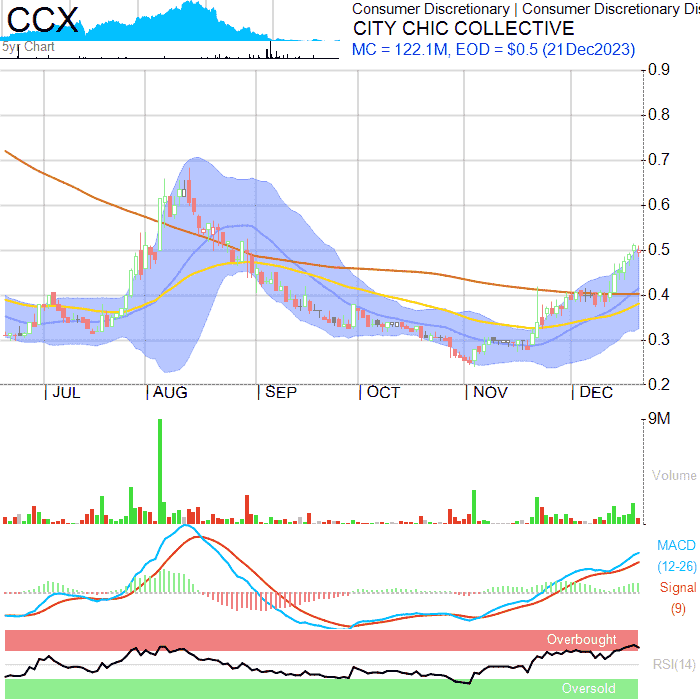 CCX
Consumer Discretionary | Consumer Discretionary Dis
CITY CHIC COLLECTIVE
MC = 122.1M, EOD = $0.5 (21Dec2023)
5yr Chart
0.9
0.8
0.7
0.6
0.5
0.4
0.3
0.2
JUL
AUG
SEP
OCT
NOV
DEC
9M
Volume
MACD
(12-26)
Signal
(9)
Overbought
RSI(14)
Oversold